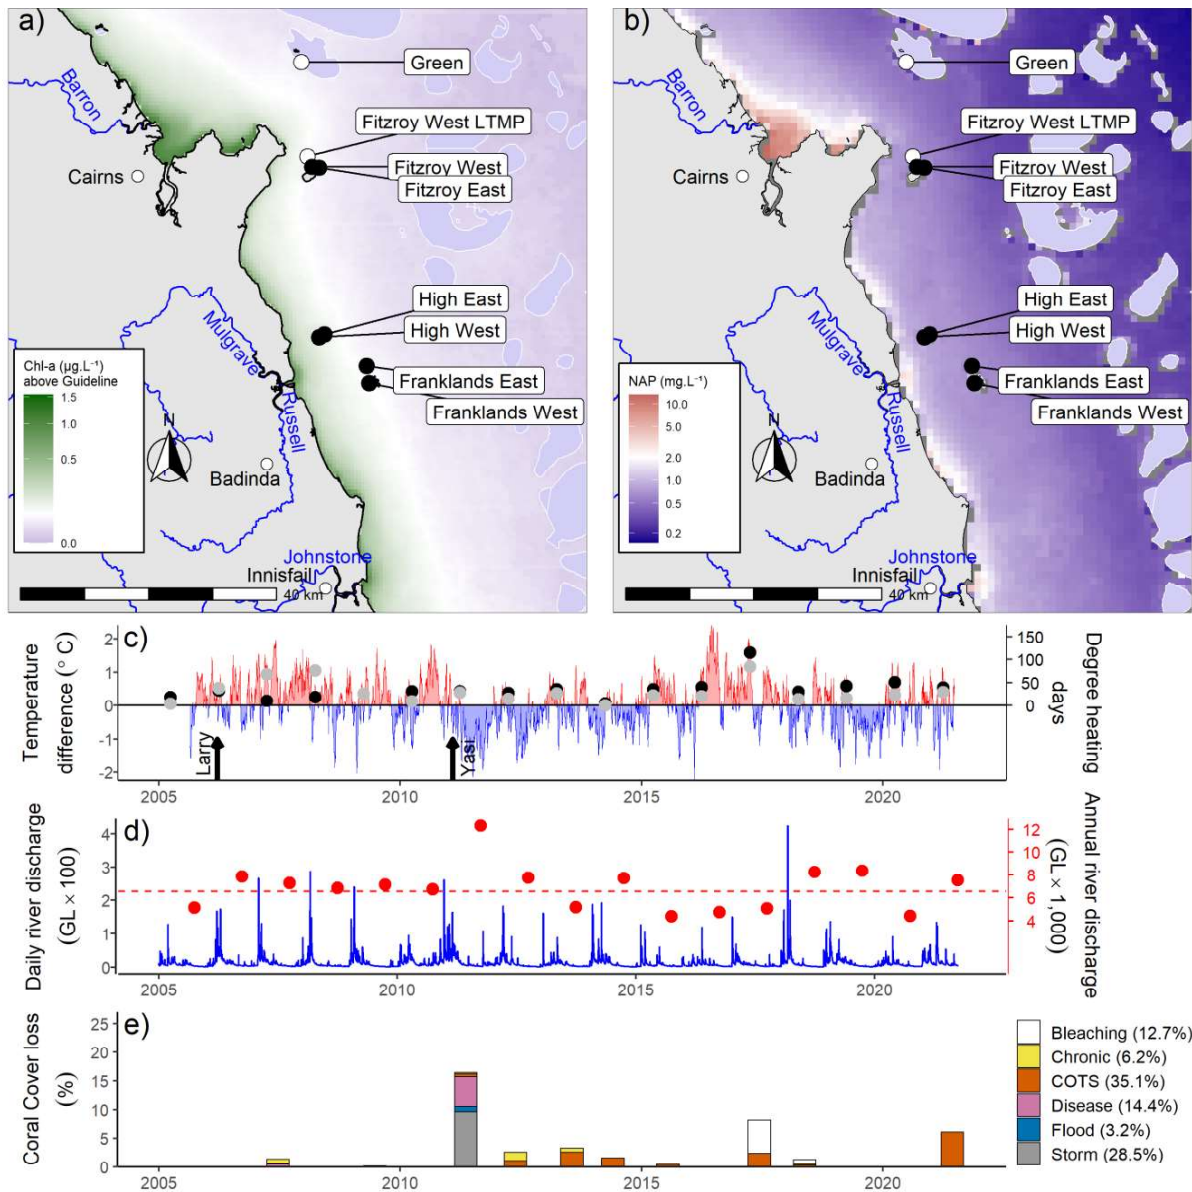 a)
Barron
Green
Fitzroy West LTMP
Fitzroy West
Fitzroy East
Cairns
High East
High West
Mulgrave
Chl-a (µg.L⁻¹)
above Guideline
1.5
1.0
0.5
0.0
Franklands East
Franklands West
Russell
N
Badinda
Johnstone
Innisfail
40 km
b)
Barron
Green
Fitzroy West LTMP
Fitzroy West
Fitzroy East
Cairns
High East
High West
Mulgrave
NAP (mg.L⁻¹)
10.0
5.0
2.0
1.0
0.5
0.2
Franklands East
Franklands West
Russell
N
Badinda
Johnstone
Innisfail
40 km
c)
Temperature
difference (° C)
2
1
0
-1
-2
Larry
Yasi
150
100
50
0
Degree heating
days
2005
2010
2015
2020
d)
Daily river discharge
(GL × 100)
4
3
2
1
0
12
10
8
6
4
Annual river discharge
(GL × 1,000)
2005
2010
2015
2020
e)
Coral Cover loss
(%)
25
20
15
10
5
0
2005
2010
2015
2020
Bleaching (12.7%)
Chronic (6.2%)
COTS (35.1%)
Disease (14.4%)
Flood (3.2%)
Storm (28.5%)